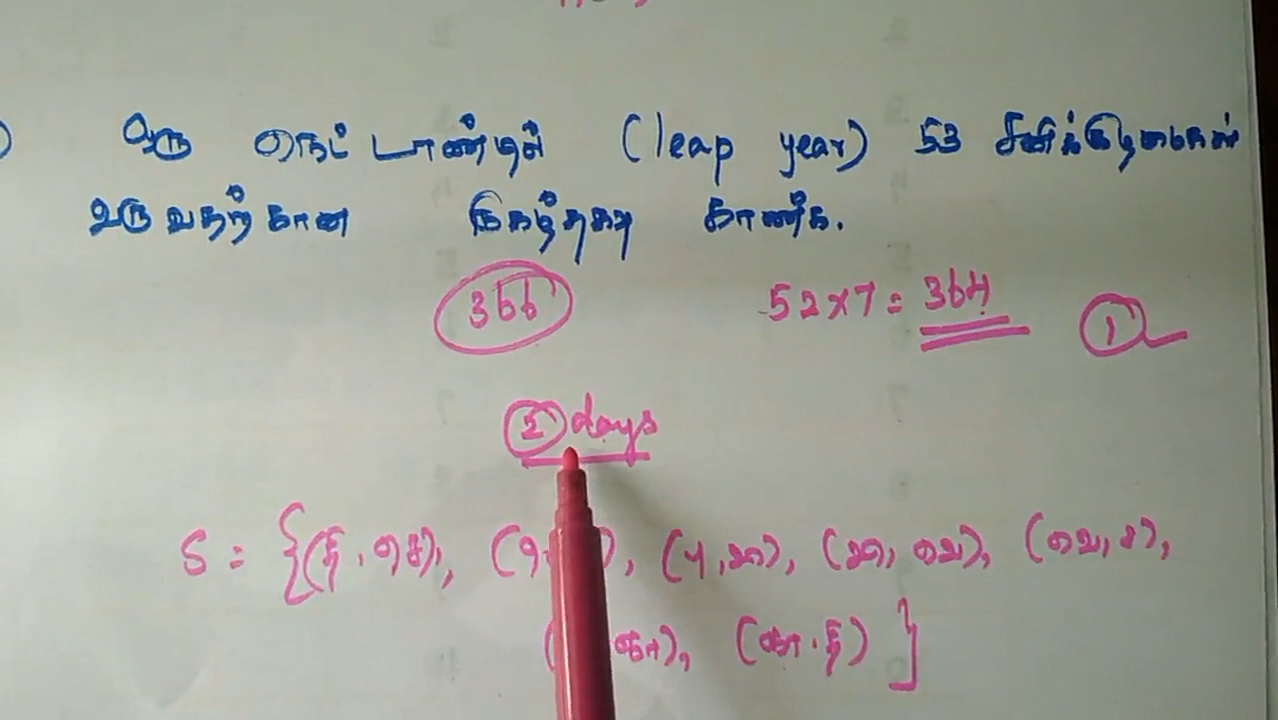 ஒரு நெட்டாண்டில் (leap year) 53 சனிக்கிழமைகள்
வருவதற்கான நிகழ்தகவு காண்க.
366 52×7 = 364 1
2 days
S = {(தி, செ), (பு, வியா), (வியா, வெ), (வெ, ச),
(ஞா, தி) }